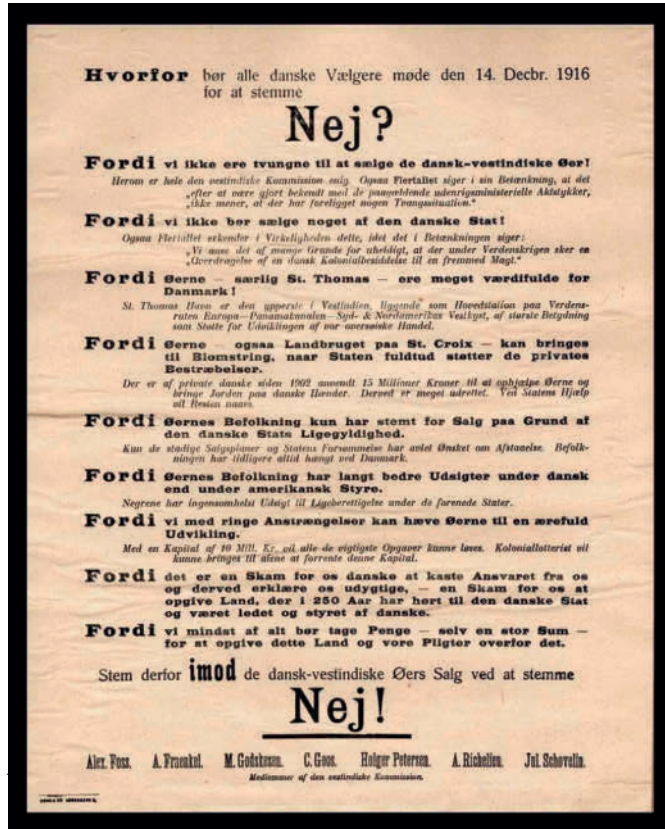 Hvorfor bør alle danske Vælgere møde den 14. Decbr. 1916
for at stemme
Nej?
Fordi vi ikke ere tvungne til at sælge de dansk-vestindiske Øer!
Herom er hele den vestindiske Kommission enig. Ogsaa Flertallet siger i sin Betænkning, at det
„efter at være gjort bekendt med de paagældende udenrigsministerielle Aktstykker,
„ikke mener, at der har foreligget nogen Trangssituation."
Fordi vi ikke bør sælge noget af den danske Stat!
Ogsaa Flertallet erkender i Virkeligheden dette, idet det i Betænkningen siger:
„Vi anse det af mange Grunde for uheldigt, at der under Verdenskrigen sker en
„Overdragelse af en dansk Kolonialbesiddelse til en fremmed Magt."
Fordi Øerne — særlig St. Thomas — ere meget værdifulde for
Danmark!
St. Thomas Havn er den ypperste i Vestindien, liggende som Hovedstation paa Verdens-
ruten Europa—Panamakanalen—Syd- & Nordamerikas Vestkyst, af største Betydning
som Støtte for Udviklingen af vor oversøiske Handel.
Fordi Øerne — ogsaa Landbruget paa St. Croix — kan bringes
til Blomstring, naar Staten fuldtud støtter de privates
Bestræbelser.
Der er af private danske siden 1902 anvendt 15 Millioner Kroner til at ophjælpe Øerne og
bringe Jorden paa danske Hænder. Derved er meget udrettet. Ved Statens Hjælp
vil Resten naaes.
Fordi Øernes Befolkning kun har stemt for Salg paa Grund af
den danske Stats Ligegyldighed.
Kun de stadige Salgsplaner og Statens Forsømmelse har avlet Ønsket om Afstaaelse. Befolk-
ningen har tidligere altid hængt ved Danmark.
Fordi Øernes Befolkning har langt bedre Udsigter under dansk
end under amerikansk Styre.
Negrene har ingensomhelst Udsigt til Ligeberettigelse under de forenede Stater.
Fordi vi med ringe Anstrængelser kan hæve Øerne til en ærefuld
Udvikling.
Med en Kapital af 10 Mill. Kr. vil alle de vigtigste Opgaver kunne løses. Koloniallotteriet vil
kunne bringes til alene at forrente denne Kapital.
Fordi det er en Skam for os danske at kaste Ansvaret fra os
og derved erklære os udygtige, — en Skam for os at
opgive Land, der i 250 Aar har hørt til den danske Stat
og været ledet og styret af danske.
Fordi vi mindst af alt bør tage Penge — selv en stor Sum —
for at opgive dette Land og vore Pligter overfor det.
Stem derfor imod de dansk-vestindiske Øers Salg ved at stemme
Nej!
Alex. Foss. A. Fraenkel. M. Godskesen. C. Goos. Holger Petersen. A. Richelieu. Jul. Schovelin.
Medlemmer af den vestindiske Kommission.